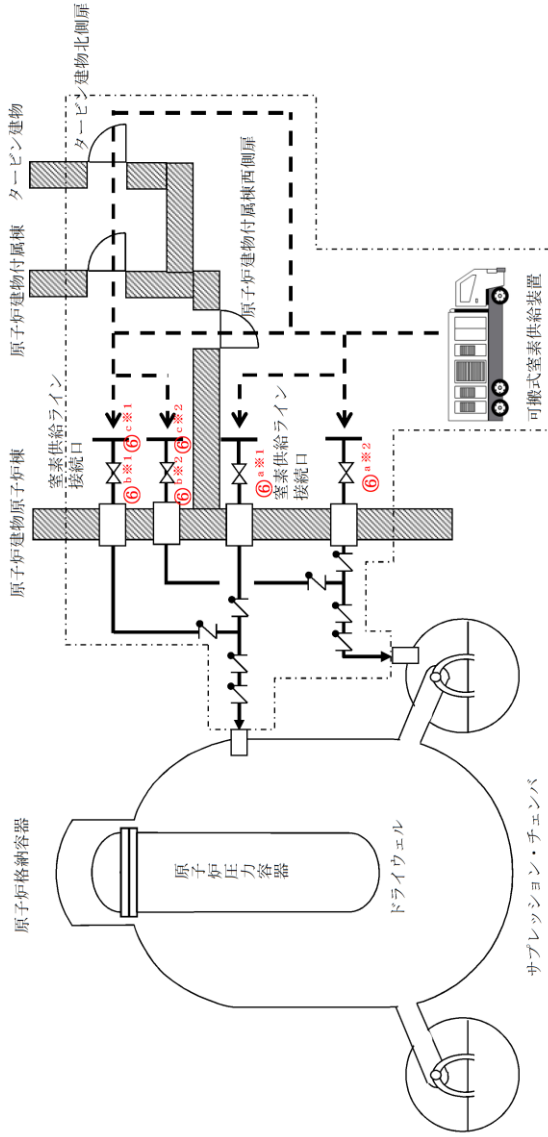 原子炉格納容器
原子炉圧力容器
ドライウェル
サプレッション・チェンバ
原子炉建物原子炉棟
原子炉建物付属棟
タービン建物
タービン建物北側扉
原子炉建物付属棟西側扉
窒素供給ライン
接続口
⑥b※1
⑥c※1
⑥b※2
⑥c※2
⑥a※1
窒素供給ライン
接続口
⑥a※2
可搬式窒素供給装置